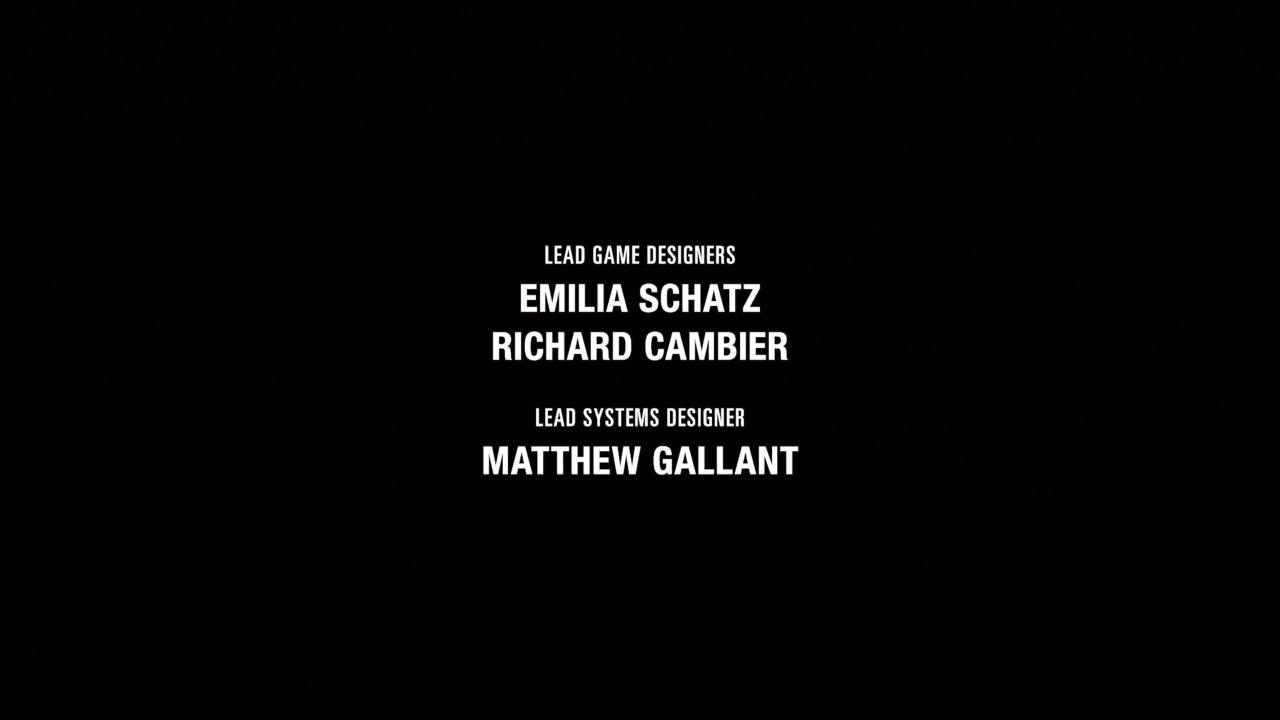 LEAD GAME DESIGNERS
EMILIA SCHATZ
RICHARD CAMBIER
LEAD SYSTEMS DESIGNER
MATTHEW GALLANT